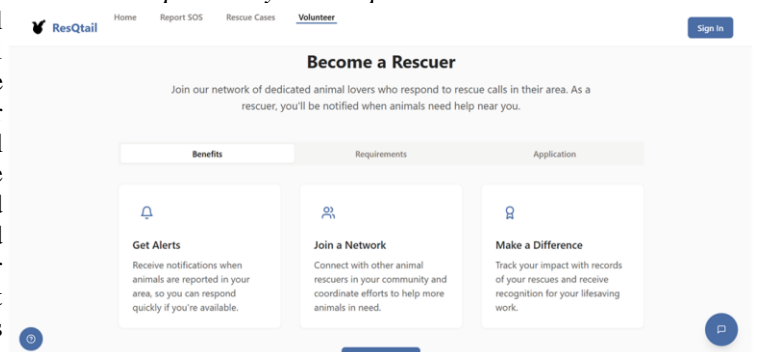 Home Report SOS Rescue Cases Volunteer
ResQtail
Sign In
Become a Rescuer
Join our network of dedicated animal lovers who respond to rescue calls in their area. As a
rescuer, you'll be notified when animals need help near you.
Benefits Requirements Application
Get Alerts
Receive notifications when
animals are reported in your
area, so you can respond
quickly if you're available.
Join a Network
Connect with other animal
rescuers in your community and
coordinate efforts to help more
animals in need.
Make a Difference
Track your impact with records
of your rescues and receive
recognition for your lifesaving
work.